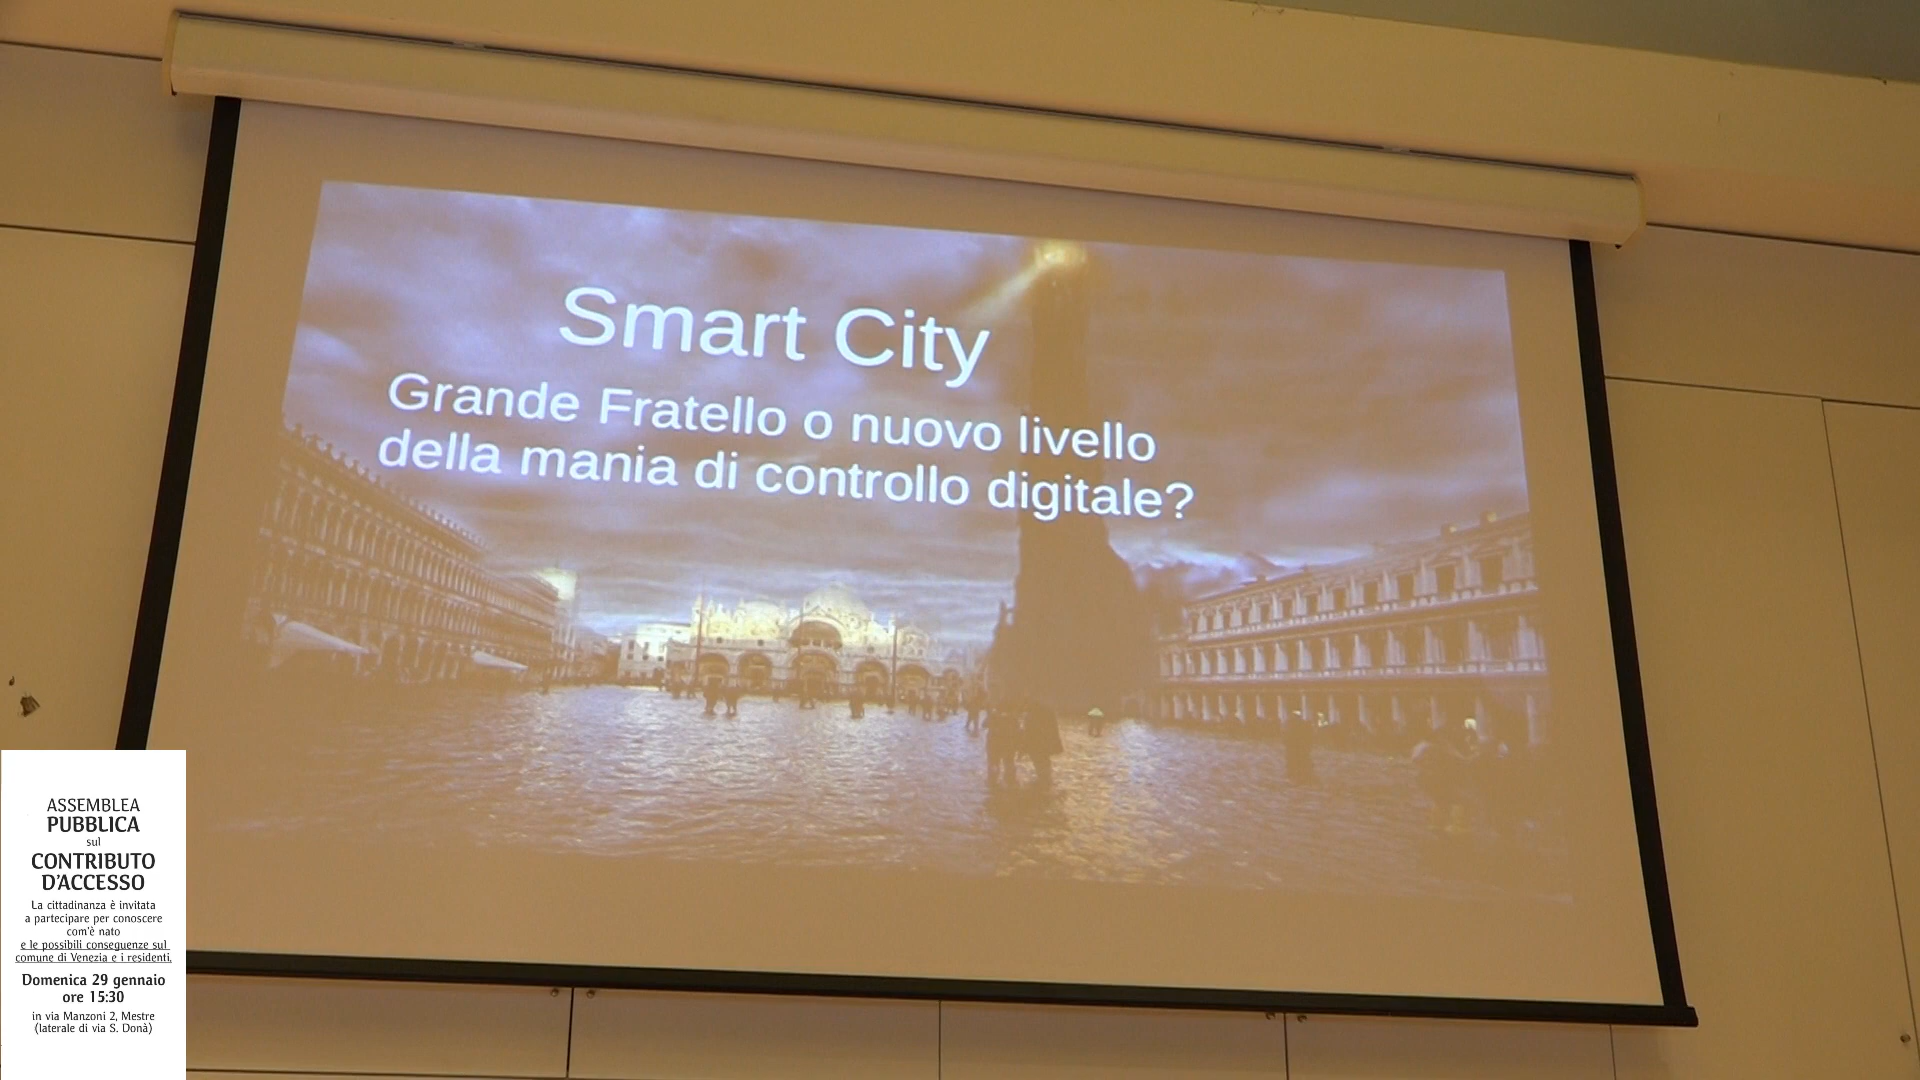 Smart City
Grande Fratello o nuovo livello
della mania di controllo digitale?
ASSEMBLEA
PUBBLICA
sul
CONTRIBUTO
D'ACCESSO
La cittadinanza è invitata
a partecipare per conoscere
com'è nato
e le possibili conseguenze sul
comune di Venezia e i residenti.
Domenica 29 gennaio
ore 15:30
in via Manzoni 2, Mestre
(laterale di via S. Donà)